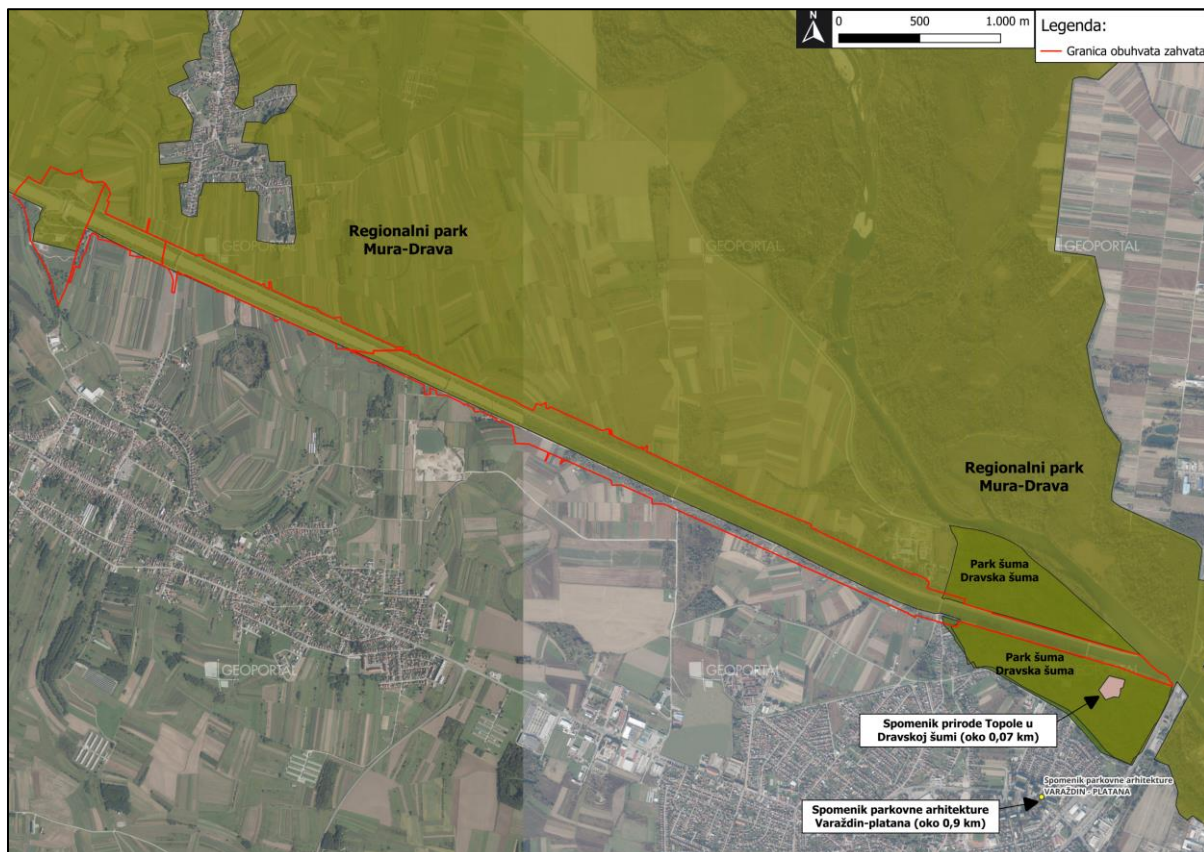 N
0 500 1.000 m
Legenda:
Granica obuhvata zahvata
Regionalni park
Mura-Drava
GEOPORTAL
GEOPORTAL
GEOPORTAL
Regionalni park
Mura-Drava
Park šuma
Dravska šuma
Park šuma
Dravska šuma
GEOPORTAL
GEOPORTAL
Spomenik prirode Topole u
Dravskoj šumi (oko 0,07 km)
Spomenik parkovne arhitekture
VARAŽDIN - PLATANA
Spomenik parkovne arhitekture
Varaždin-platana (oko 0,9 km)